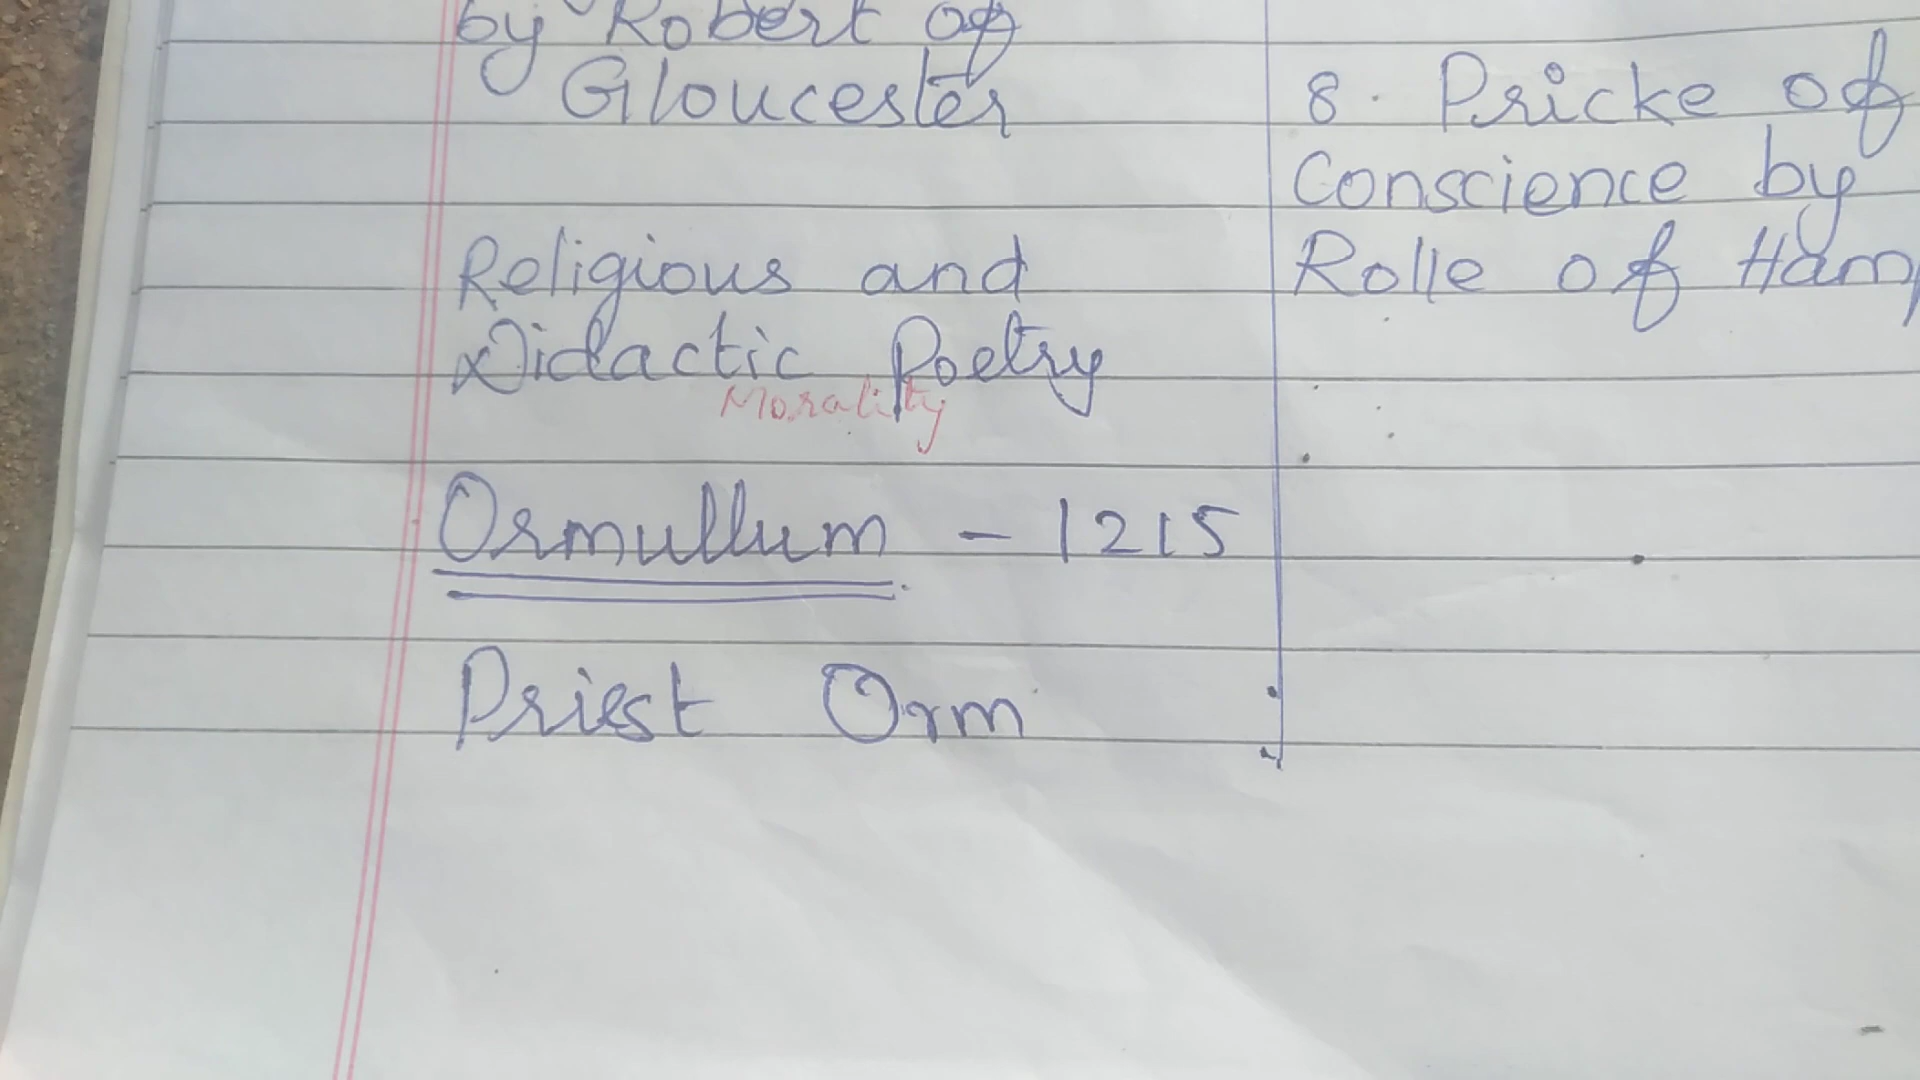 by Robert of
Gloucester
Religious and
Didactic Poetry
Morality
Ormullum - 1215
Priest Orm
8. Pricke of
Conscience by
Rolle of Ham